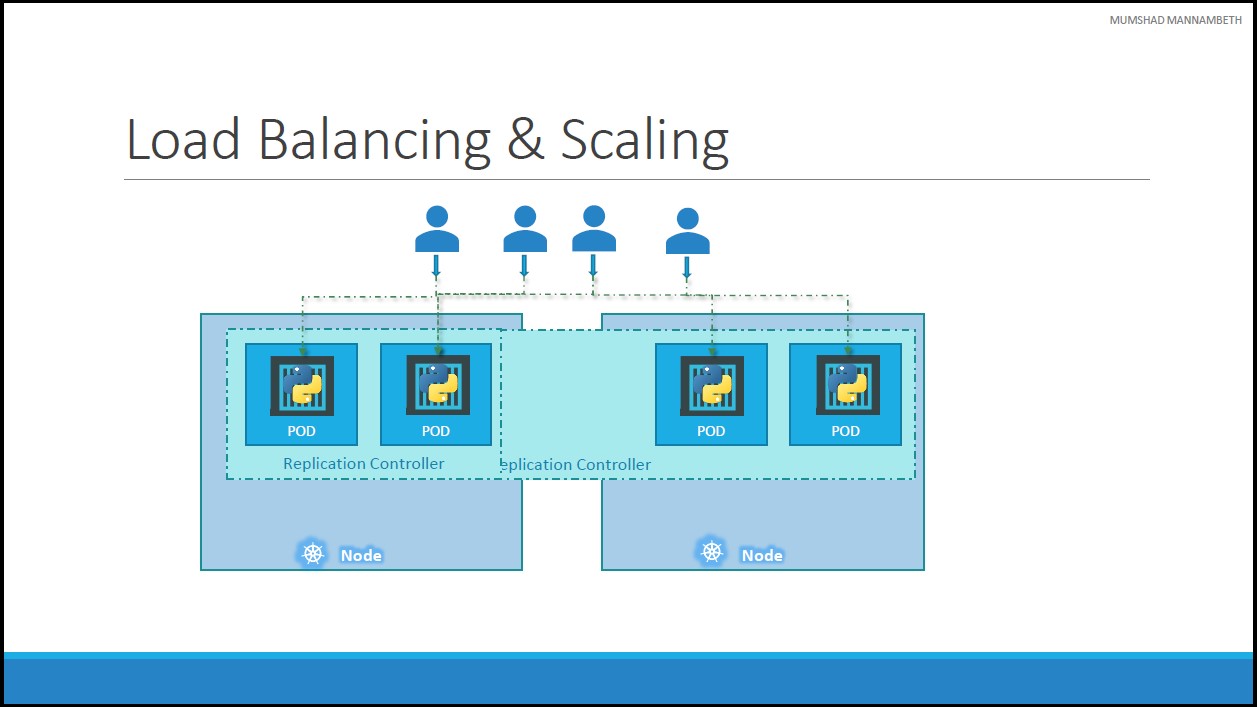 MUMSHAD MANNAMBETH
Load Balancing & Scaling
POD
POD
POD
POD
Replication Controller
eplication Controller
Node
Node